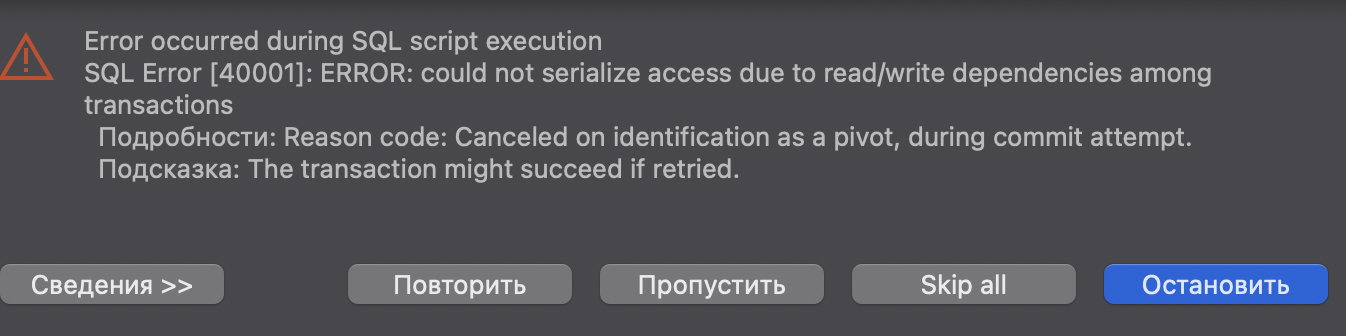 Error occurred during SQL script execution
SQL Error [40001]: ERROR: could not serialize access due to read/write dependencies among
transactions
Подробности: Reason code: Canceled on identification as a pivot, during commit attempt.
Подсказка: The transaction might succeed if retried.
Сведения >> Повторить Пропустить Skip all Остановить